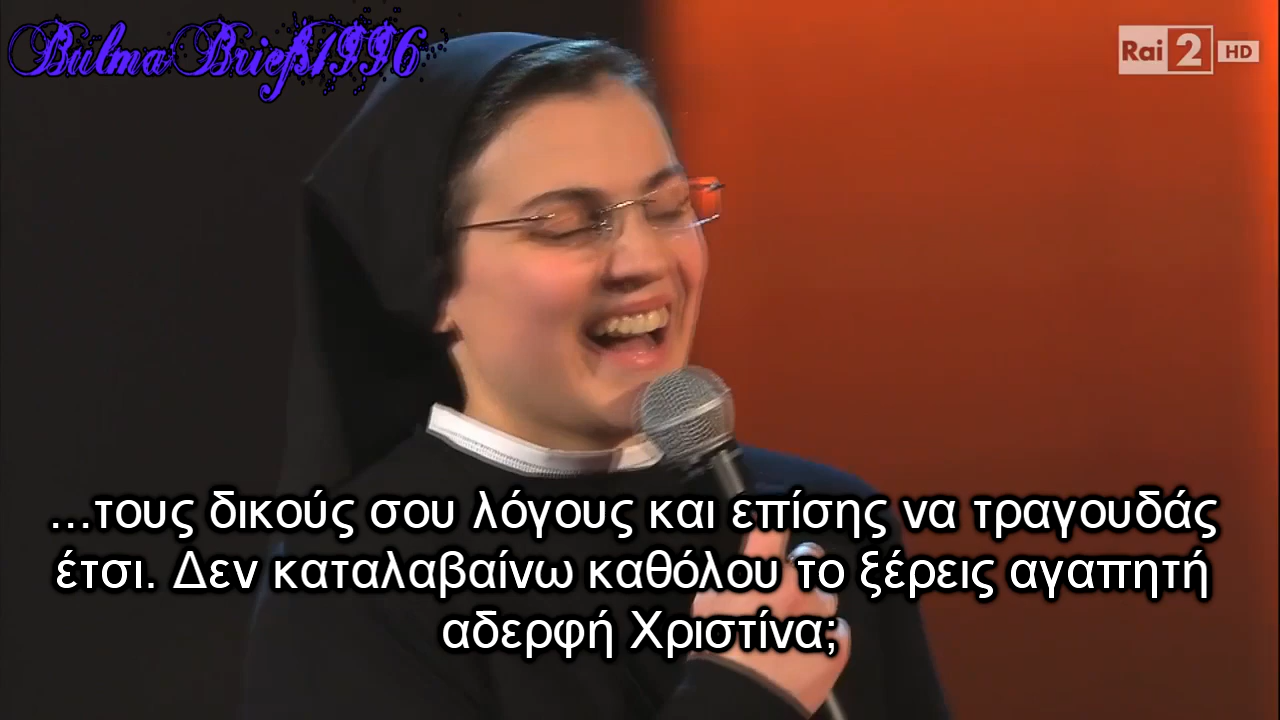 BulmaBriefs1996
Rai 2 HD
...τους δικούς σου λόγους και επίσης να τραγουδάς
έτσι. Δεν καταλαβαίνω καθόλου το ξέρεις αγαπητή
αδερφή Χριστίνα;